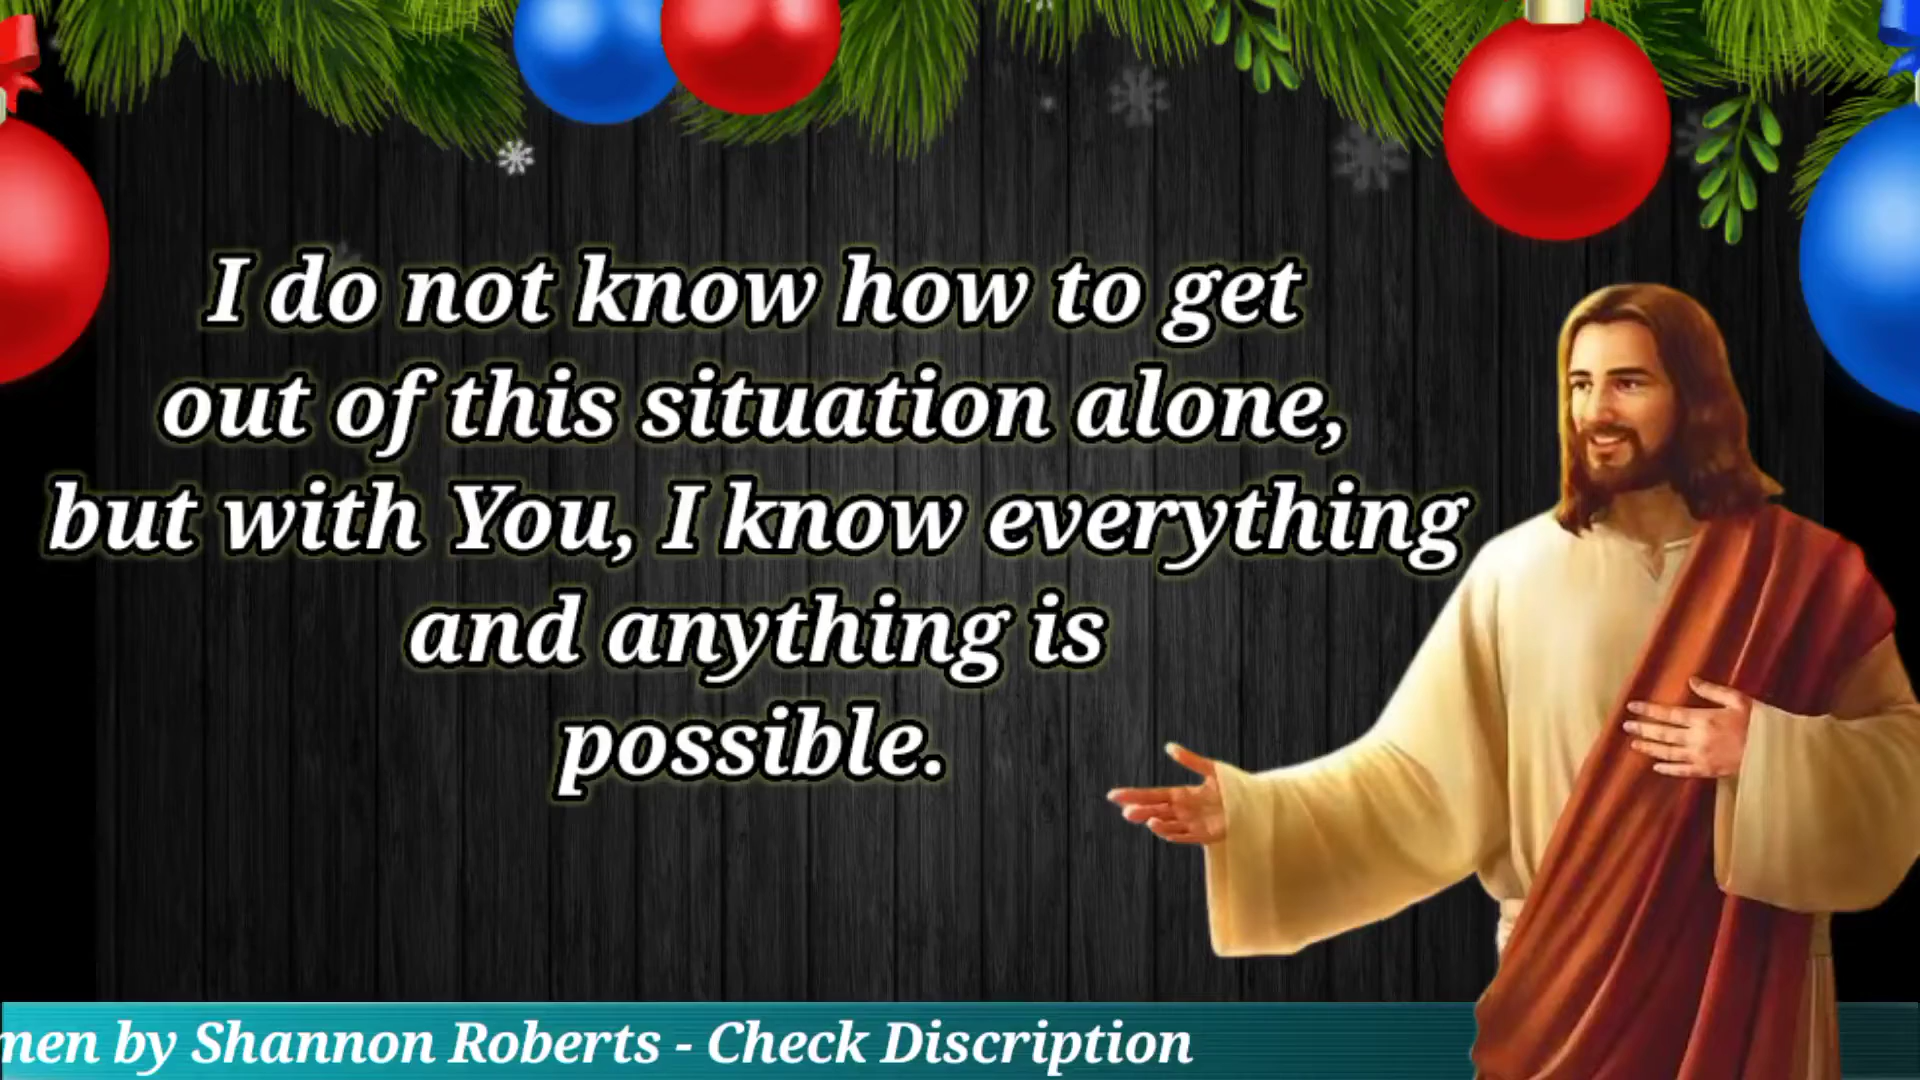 I do not know how to get
out of this situation alone,
but with You, I know everything
and anything is
possible.
men by Shannon Roberts - Check Discription